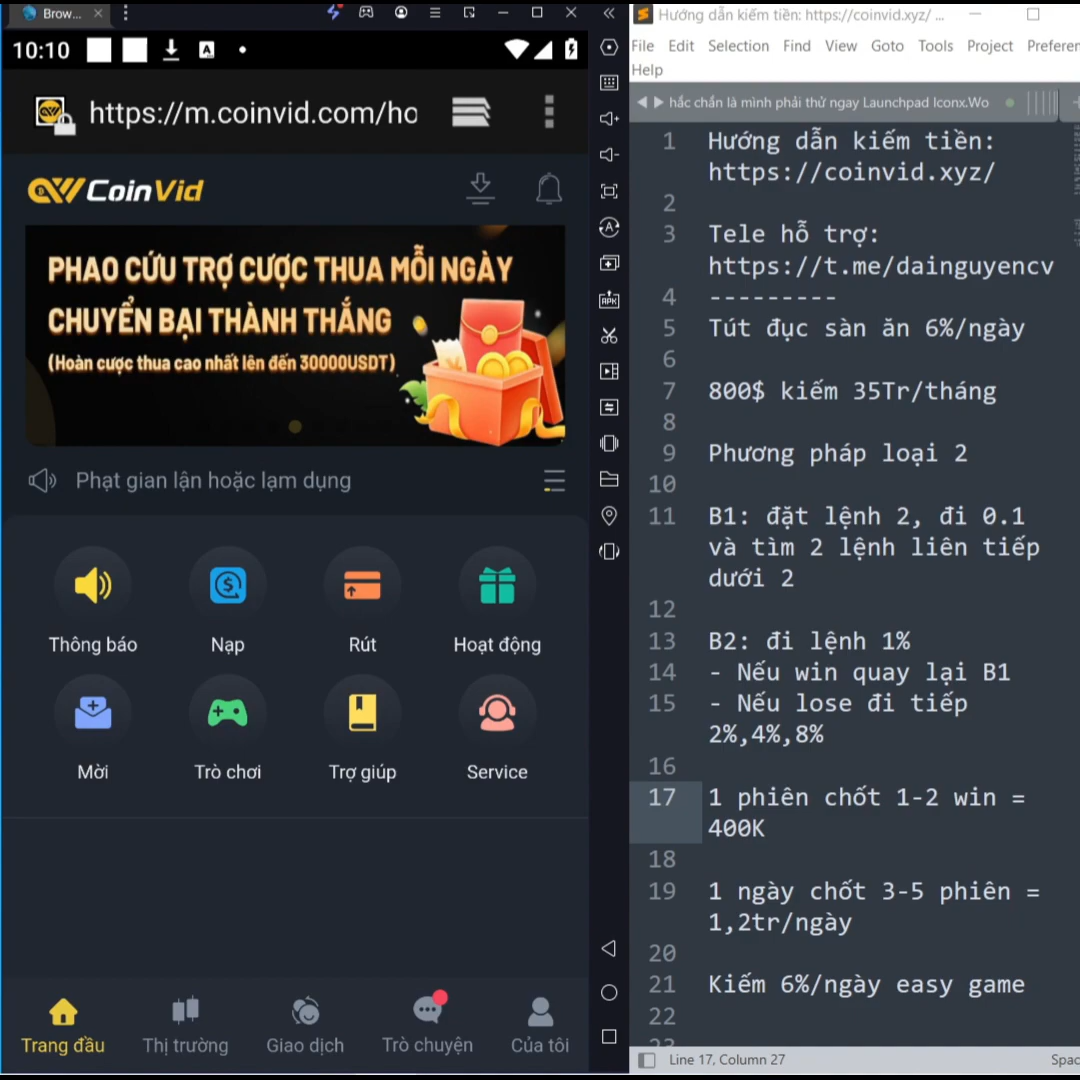 Brow...
10:10
https://m.coinvid.com/ho
CoinVid
PHAO CỨU TRỢ CƯỢC THUA MỖI NGÀY
CHUYỂN BẠI THÀNH THẮNG
(Hoàn cược thua cao nhất lên đến 30000USDT)
Phạt gian lận hoặc lạm dụng
Thông báo
Nạp
Rút
Hoạt động
Mời
Trò chơi
Trợ giúp
Service
Trang đầu
Thị trường
Giao dịch
Trò chuyện
Của tôi
Hướng dẫn kiếm tiền: https://coinvid.xyz/ ...
File Edit Selection Find View Goto Tools Project Preferen
Help
hắc chắn là mình phải thử ngay Launchpad Iconx.Wo
1 Hướng dẫn kiếm tiền:
https://coinvid.xyz/
2
3 Tele hỗ trợ:
https://t.me/dainguyencv
4 ---------
5 Tút đục sàn ăn 6%/ngày
6
7 800$ kiếm 35Tr/tháng
8
9 Phương pháp loại 2
10
11 B1: đặt lệnh 2, đi 0.1
và tìm 2 lệnh liên tiếp
dưới 2
12
13 B2: đi lệnh 1%
14 - Nếu win quay lại B1
15 - Nếu lose đi tiếp
2%,4%,8%
16
17 1 phiên chốt 1-2 win =
400K
18
19 1 ngày chốt 3-5 phiên =
1,2tr/ngày
20
21 Kiếm 6%/ngày easy game
22
23
Line 17, Column 27
Spac